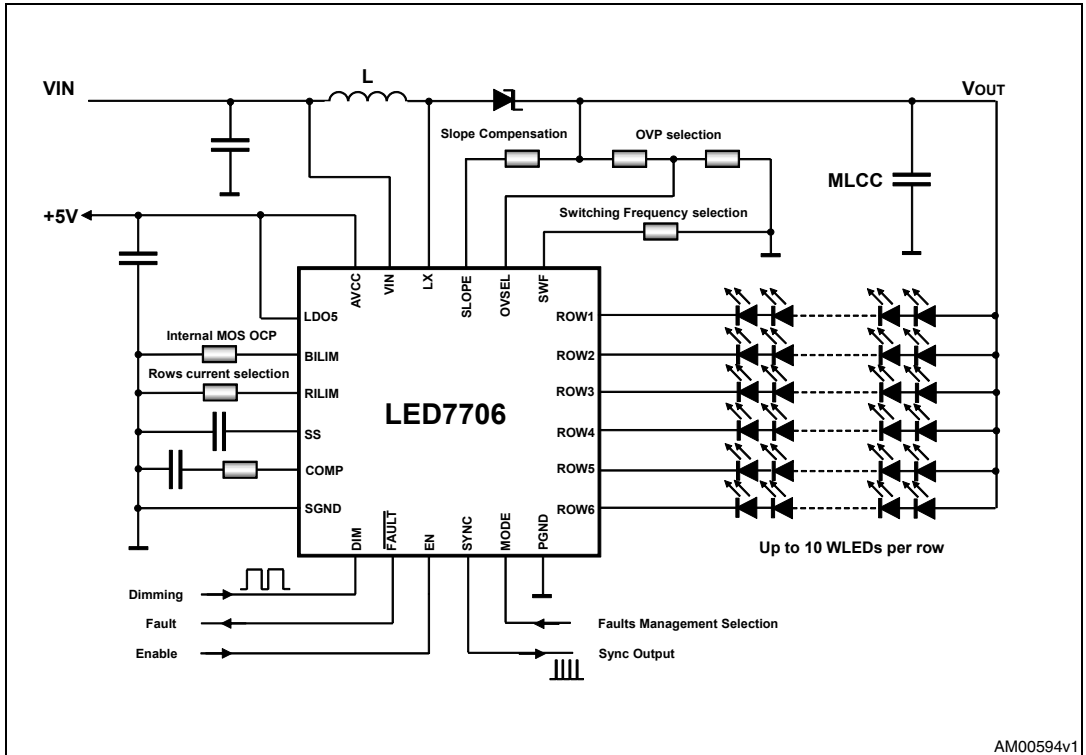 L
VIN
VOUT
Slope Compensation
OVP selection
MLCC
+5V
Switching Frequency selection
AVCC
VIN
LX
SLOPE
OVSEL
SWF
LDO5
ROW1
Internal MOS OCP
BILIM
ROW2
Rows current selection
RILIM
ROW3
LED7706
SS
ROW4
COMP
ROW5
SGND
ROW6
DIM
FAULT
EN
SYNC
MODE
PGND
Up to 10 WLEDs per row
Dimming
Fault
Faults Management Selection
Enable
Sync Output
AM00594v1